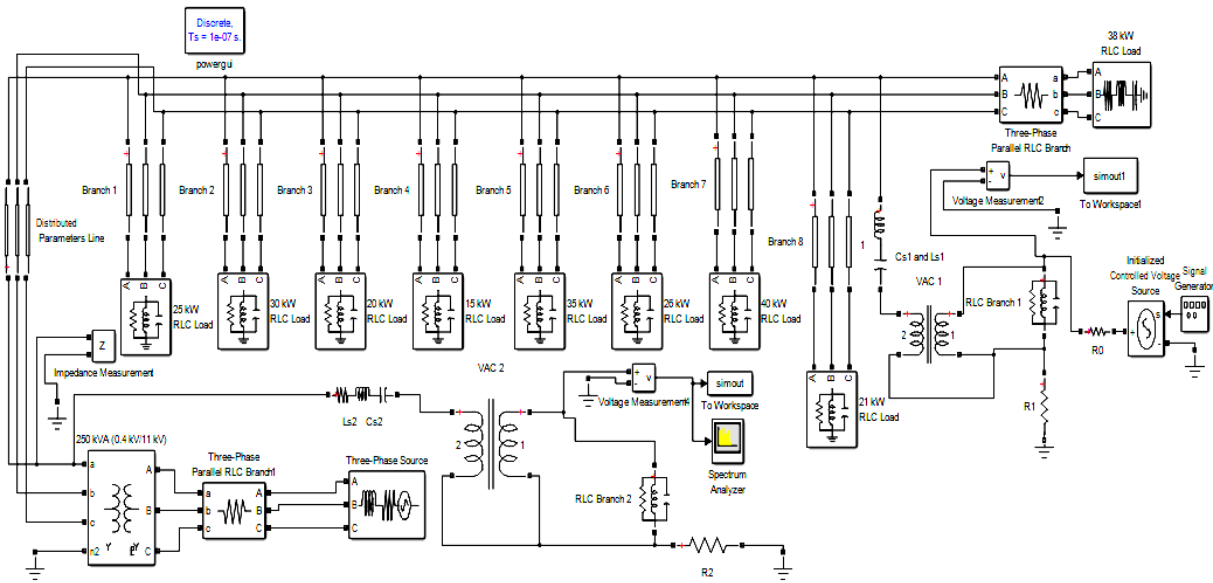 Discrete,
Ts = 1e-07 s.
powergui
38 kW
RLC Load
A
B
C
a
b
c
A
B
C
Three-Phase
Parallel RLC Branch
Branch 1
Branch 2
Branch 3
Branch 4
Branch 5
Branch 6
Branch 7
Branch 8
+
-
v
Voltage Measurement2
simout1
To Workspace1
Distributed
Parameters Line
A B C
25 kW
RLC Load
A B C
30 kW
RLC Load
A B C
20 kW
RLC Load
A B C
15 kW
RLC Load
A B C
35 kW
RLC Load
A B C
26 kW
RLC Load
A B C
40 kW
RLC Load
A B C
21 kW
RLC Load
1
Cs1 and Ls1
VAC 1
2
1
RLC Branch 1
Initialized
Controlled Voltage
Source
Signal
Generator
s
+
-
R0
R1
Z
Impedance Measurement
VAC 2
Ls2 Cs2
2
1
+
-
v
Voltage Measurement4
simout
To Workspace
Spectrum
Analyzer
RLC Branch 2
R2
250 kVA (0.4 kV/11 kV)
a
b
c
n2
A
B
C
Y
Three-Phase
Parallel RLC Branch1
a
b
c
A
B
C
Three-Phase Source
A
B
C